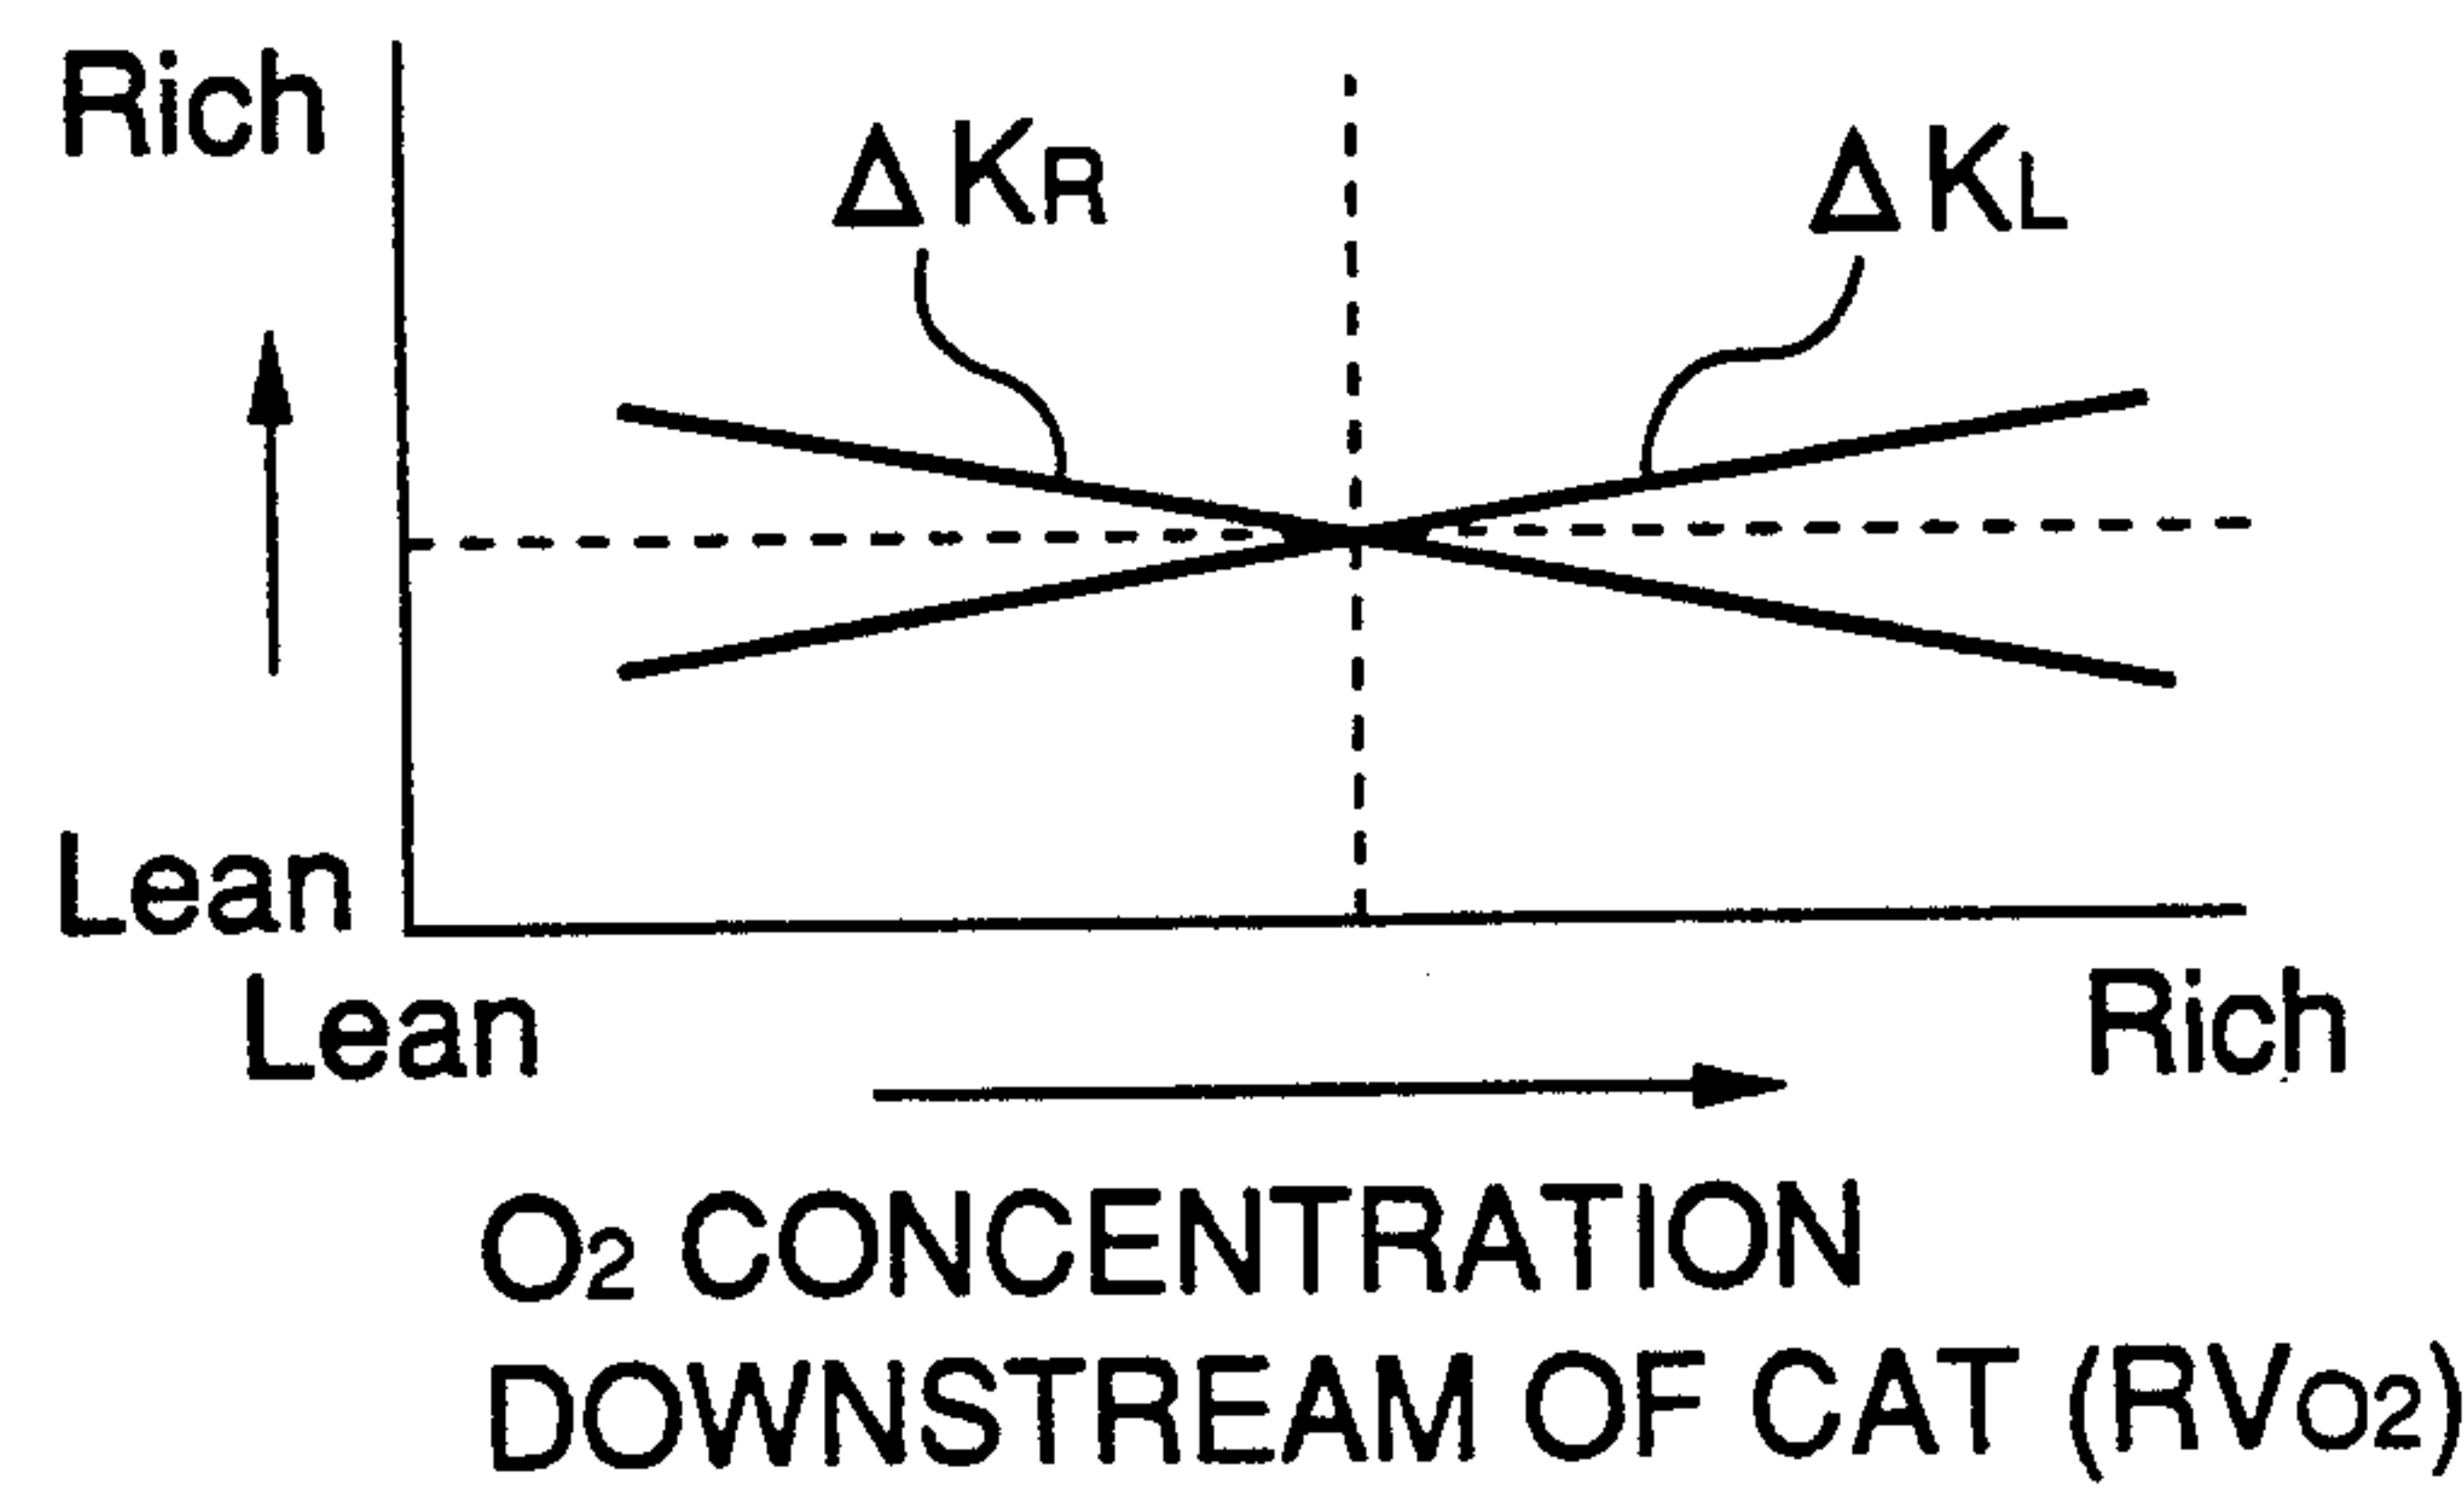 Rich
ΔKR
ΔKL
Lean
Lean
Rich
O2 CONCENTRATION
DOWNSTREAM OF CAT (RVO2)